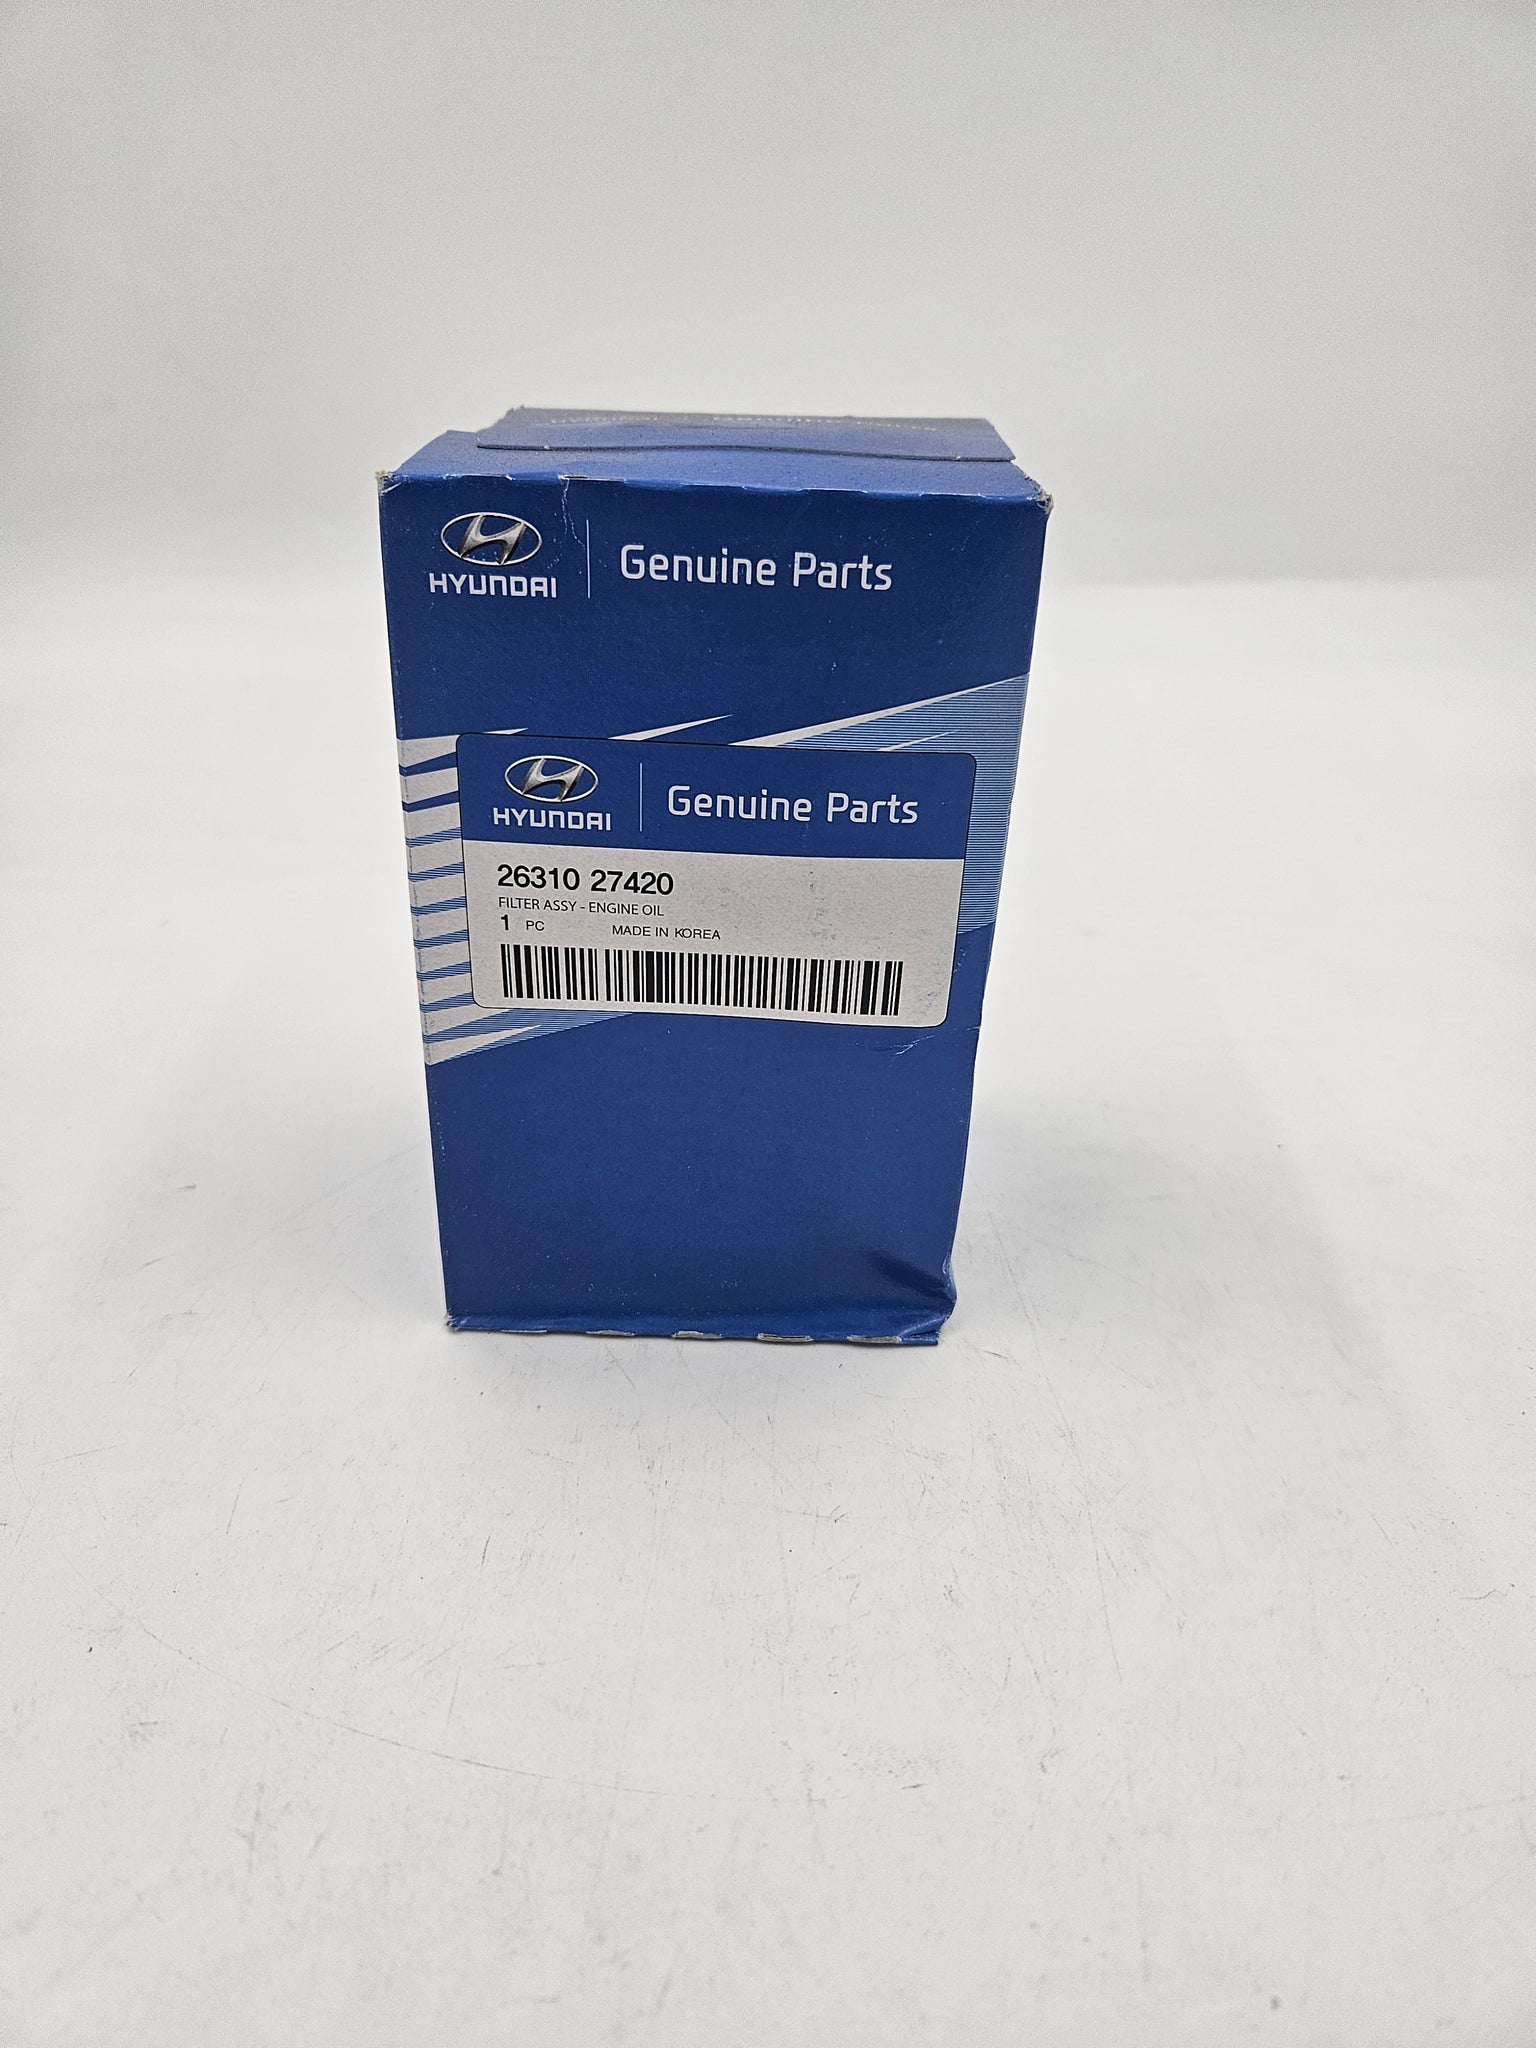 HYUNDAI
Genuine Parts
HYUNDAI
Genuine Parts
26310 27420
FILTER ASSY - ENGINE OIL
1 PC MADE IN KOREA